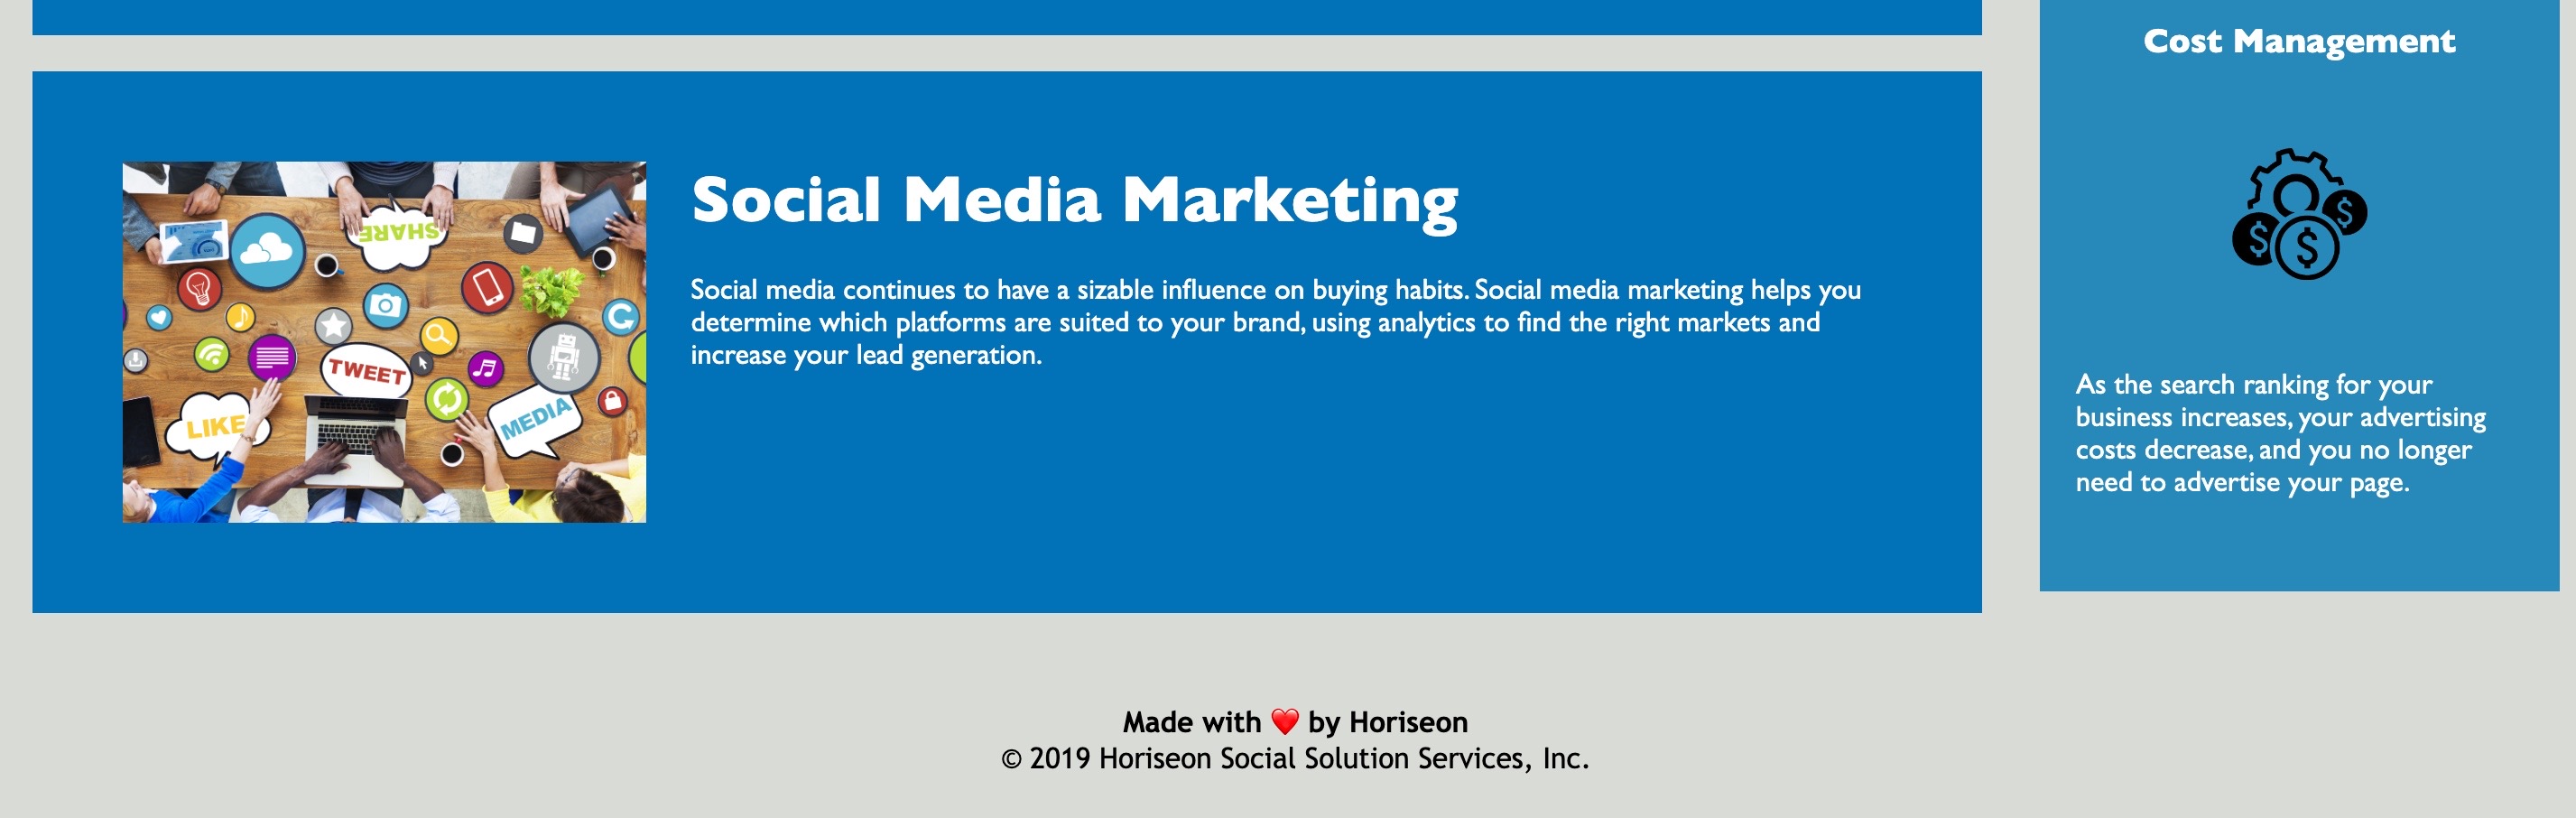 Cost Management
SHARE
TWEET
LIKE
MEDIA
Social Media Marketing
Social media continues to have a sizable influence on buying habits. Social media marketing helps you
determine which platforms are suited to your brand, using analytics to find the right markets and
increase your lead generation.
$ $ $
As the search ranking for your
business increases, your advertising
costs decrease, and you no longer
need to advertise your page.
Made with ❤️ by Horiseon
© 2019 Horiseon Social Solution Services, Inc.